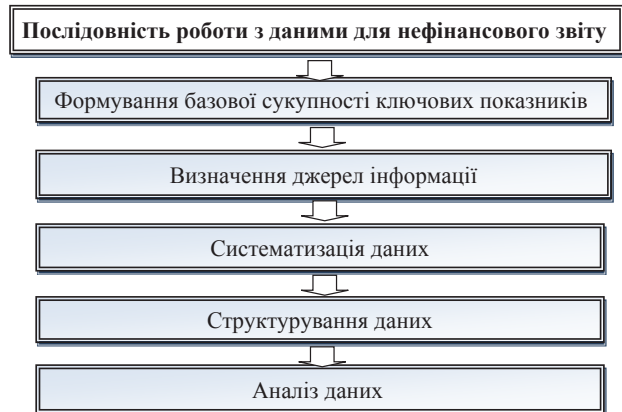 Послідовність роботи з даними для нефінансового звіту
Формування базової сукупності ключових показників
Визначення джерел інформації
Систематизація даних
Структурування даних
Аналіз даних